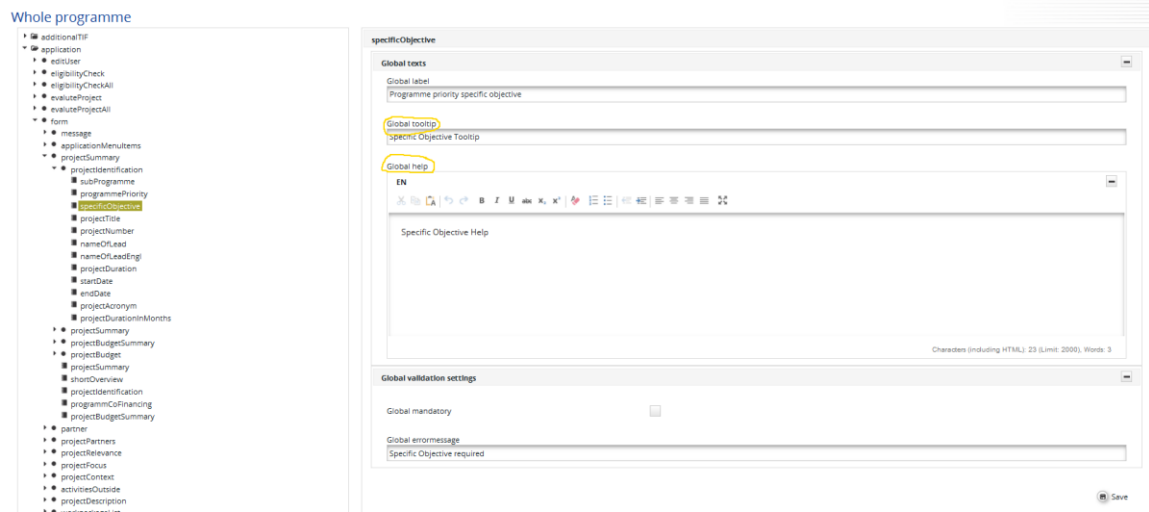 Whole programme
additionalTIF
application
editUser
eligibilityCheck
eligibilityCheckAll
evaluteProject
evaluteProjectAll
form
message
applicationMenuItems
projectSummary
projectIdentification
subProgramme
programmePriority
specificObjective
projectTitle
projectNumber
nameOfLead
nameOfLeadEngl
projectDuration
startDate
endDate
projectAcronym
projectDurationInMonths
projectSummary
projectBudgetSummary
projectBudget
projectSummary
shortOverview
projectIdentification
programmCoFinancing
projectBudgetSummary
partner
projectPartners
projectRelevance
projectFocus
projectContext
activitiesOutside
projectDescription
specificObjective
Global texts
Global label
Programme priority specific objective
Global tooltip
Specific Objective Tooltip
Global help
EN
B I U abc X₂ X²
Specific Objective Help
Characters (including HTML): 23 (Limit: 2000), Words: 3
Global validation settings
Global mandatory
Global errormessage
Specific Objective required
Save